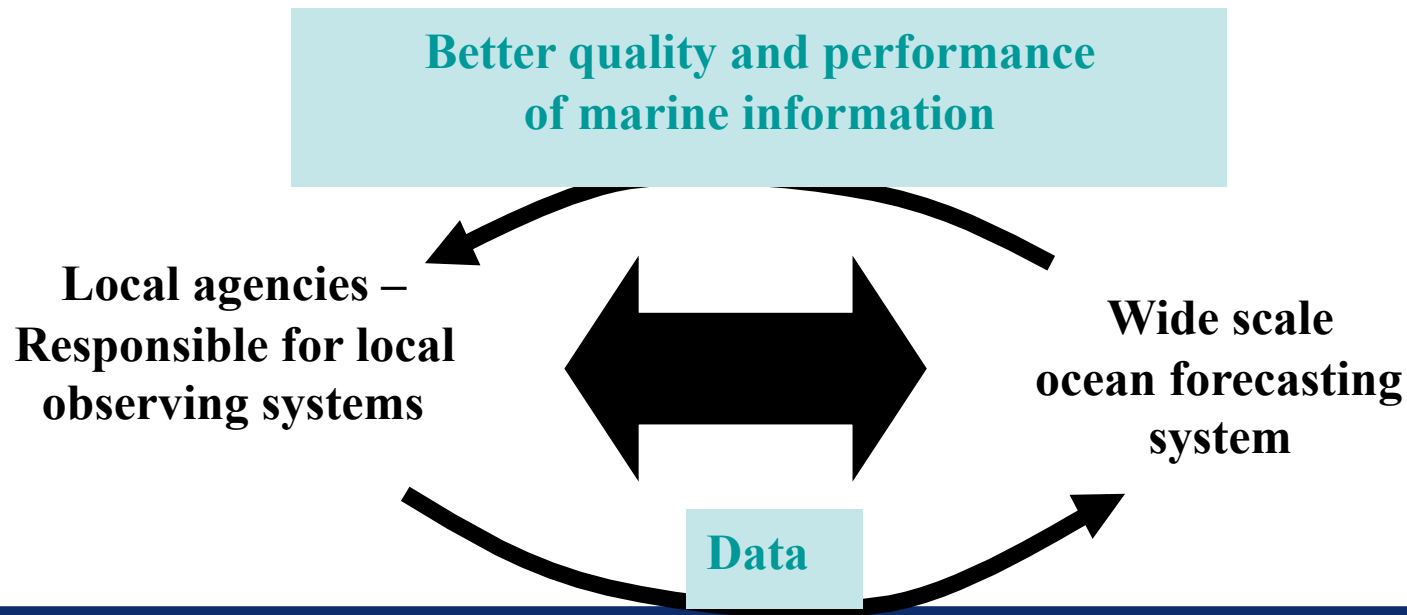 Better quality and performance
of marine information
Local agencies –
Responsible for local
observing systems
Wide scale
ocean forecasting
system
Data